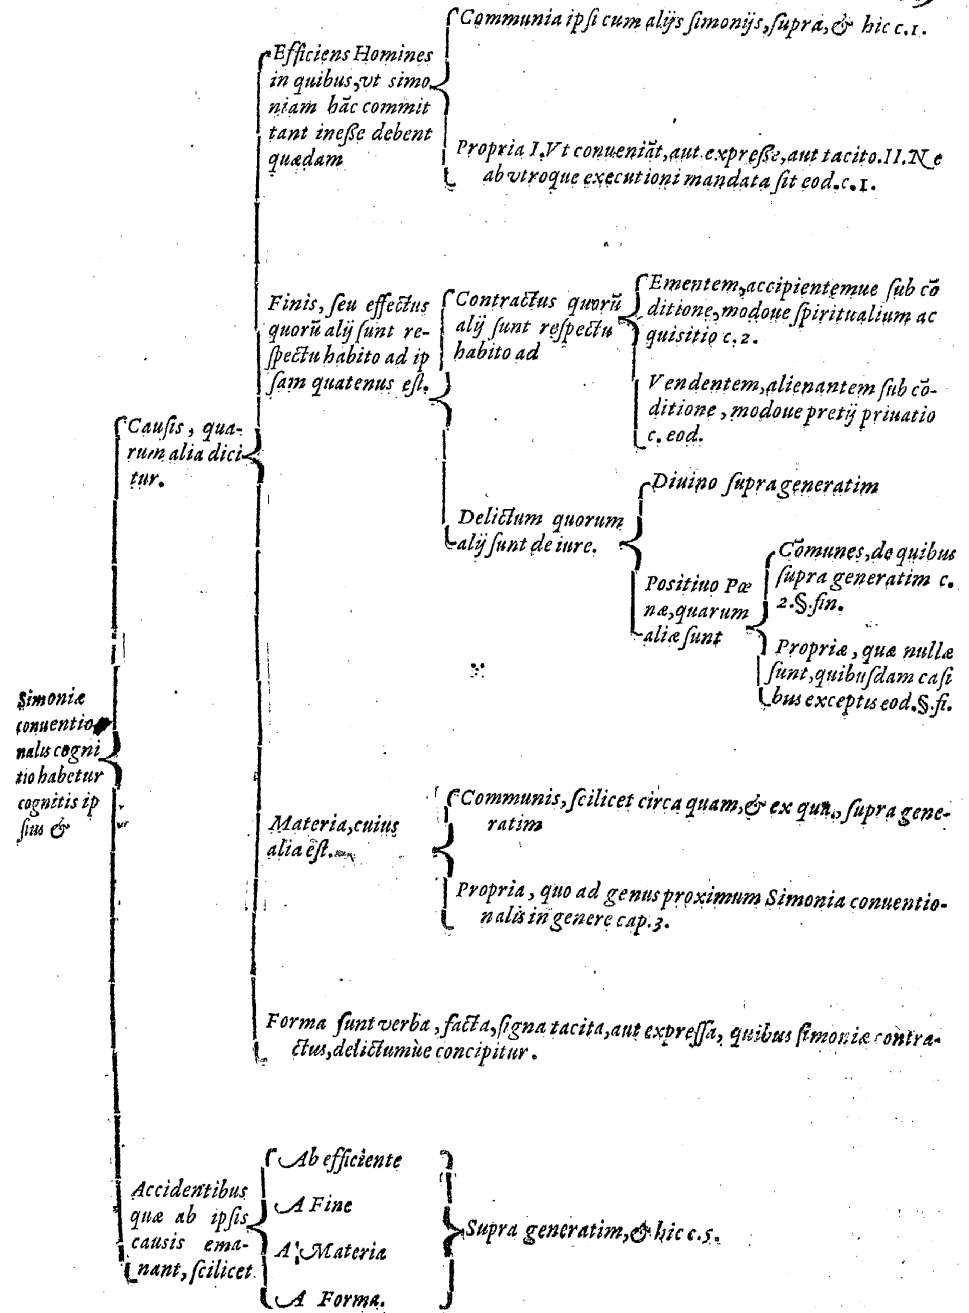 Simoniæ
conuentio
nalis cogni
tio habetur
cognitis ip
sius &
Causis, qua-
rum alia dici
tur.
Efficiens Homines
in quibus, vt simo
niam hāc commit
tant inesse debent
quædam
Communia ipsi cum alijs simonijs, supra, & hic c.1.
Propria I.Vt conueniāt, aut expresse, aut tacito.II.Ne
ab vtroque executioni mandata sit eod.c.1.
Finis, seu effectus
quorū alij sunt re-
spectu habito ad ip
sam quatenus est.
Contractus quorū
alij sunt respectu
habito ad
Ementem, accipientemue sub cō
ditione, modoue spiritualium ac
quisitio c.2.
Vendentem, alienantem sub cō-
ditione, modoue pretij priuatio
c. eod.
Delictum quorum
alij sunt de iure.
Diuino supra generatim
Positiuo Pœ
næ, quarum
aliæ sunt
Cōmunes, de quibus
supra generatim c.
2.§.fin.
Propriæ, quæ nullæ
sunt, quibusdam casi
bus exceptis eod.§.fi.
Materia, cuius
alia est.
Communis, scilicet circa quam, & ex qua, supra gene-
ratim
Propria, quo ad genus proximum Simonia conuentio-
nalis in genere cap.3.
Forma sunt verba, facta, signa tacita, aut expressa, quibus simoniæ contra-
ctus, delictumùe concipitur.
Accidentibus
quæ ab ipsis
causis ema-
nant, scilicet
Ab efficiente
A Fine
A Materia
A Forma.
Supra generatim, & hic c.5.